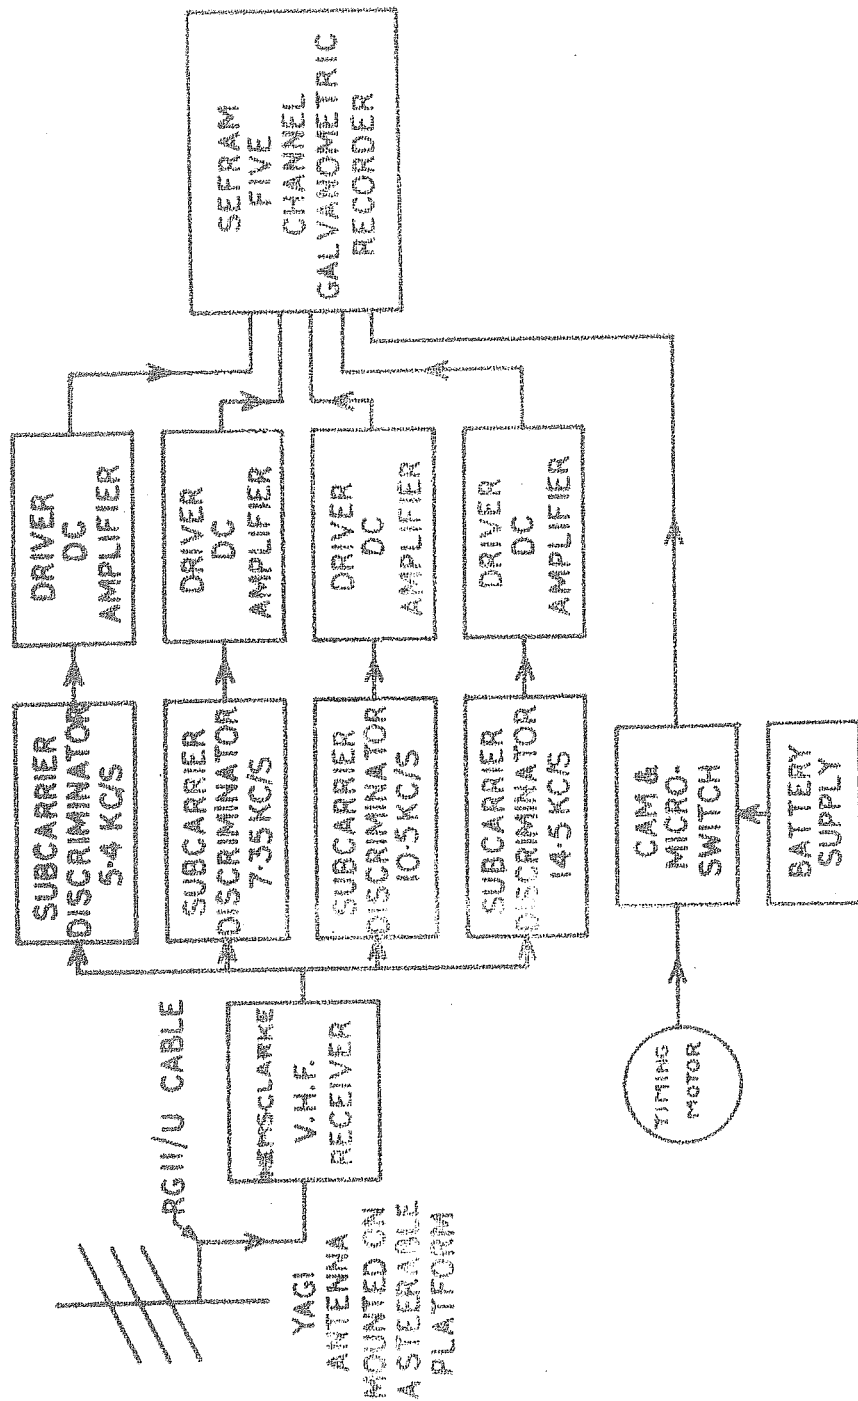 RG11/U CABLE
YAGI
ANTENNA
MOUNTED ON
A STEERABLE
PLATFORM
NEMSCLARKE
V.H.F.
RECEIVER
SUBCARRIER
DISCRIMINATOR
5·4 KC/S
DRIVER
DC
AMPLIFIER
SUBCARRIER
DISCRIMINATOR
7·35 KC/S
DRIVER
DC
AMPLIFIER
SUBCARRIER
DISCRIMINATOR
10·5 KC/S
DRIVER
DC
AMPLIFIER
SUBCARRIER
DISCRIMINATOR
14·5 KC/S
DRIVER
DC
AMPLIFIER
SEFRAM
FIVE
CHANNEL
GALVANOMETRIC
RECORDER
TIMING
MOTOR
CAM &
MICRO-
SWITCH
BATTERY
SUPPLY